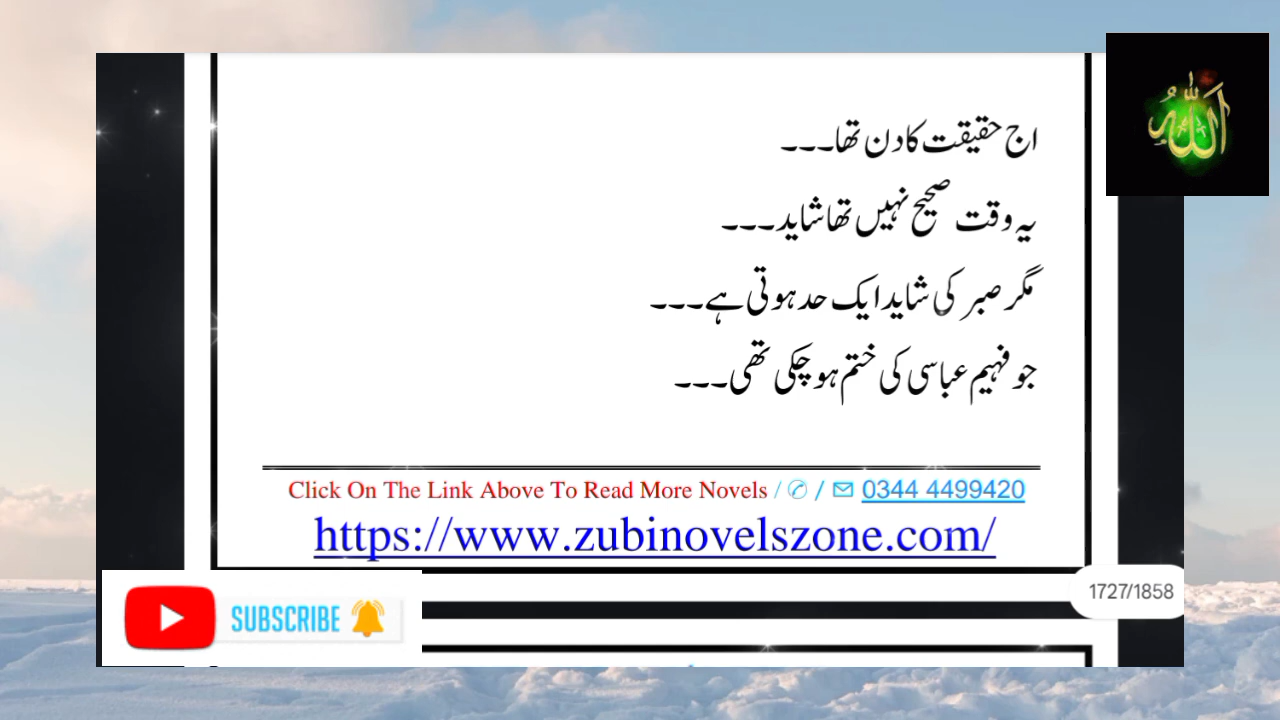 اج حقیقت کا دن تھا۔۔۔
یہ وقت صحیح نہیں تھا شاید۔۔۔
مگر صبر کی شاید ایک حد ہوتی ہے۔۔۔
جو فہیم عباسی کی ختم ہو چکی تھی۔۔۔
Click On The Link Above To Read More Novels / ✆ / ✉ 0344 4499420
https://www.zubinovelszone.com/
SUBSCRIBE
1727/1858
الله